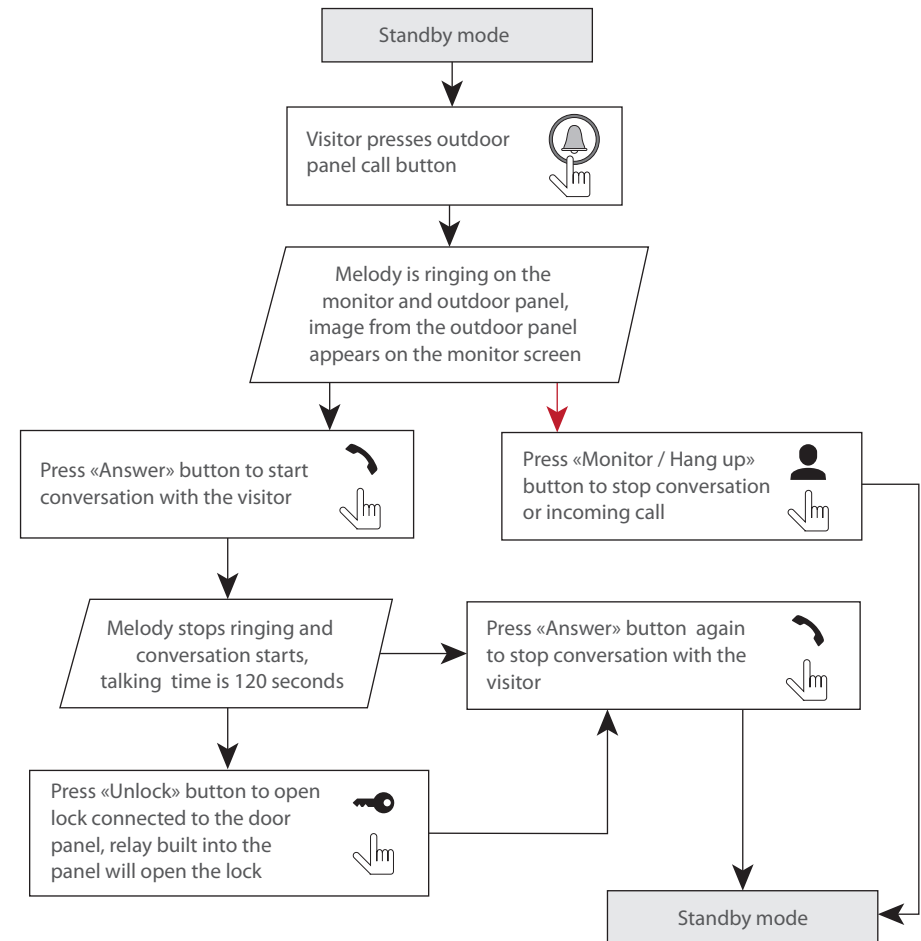 Standby mode
Visitor presses outdoor
panel call button
Melody is ringing on the
monitor and outdoor panel,
image from the outdoor panel
appears on the monitor screen
Press «Answer» button to start
conversation with the visitor
Press «Monitor / Hang up»
button to stop conversation
or incoming call
Melody stops ringing and
conversation starts,
talking time is 120 seconds
Press «Answer» button again
to stop conversation with the
visitor
Press «Unlock» button to open
lock connected to the door
panel, relay built into the
panel will open the lock
Standby mode